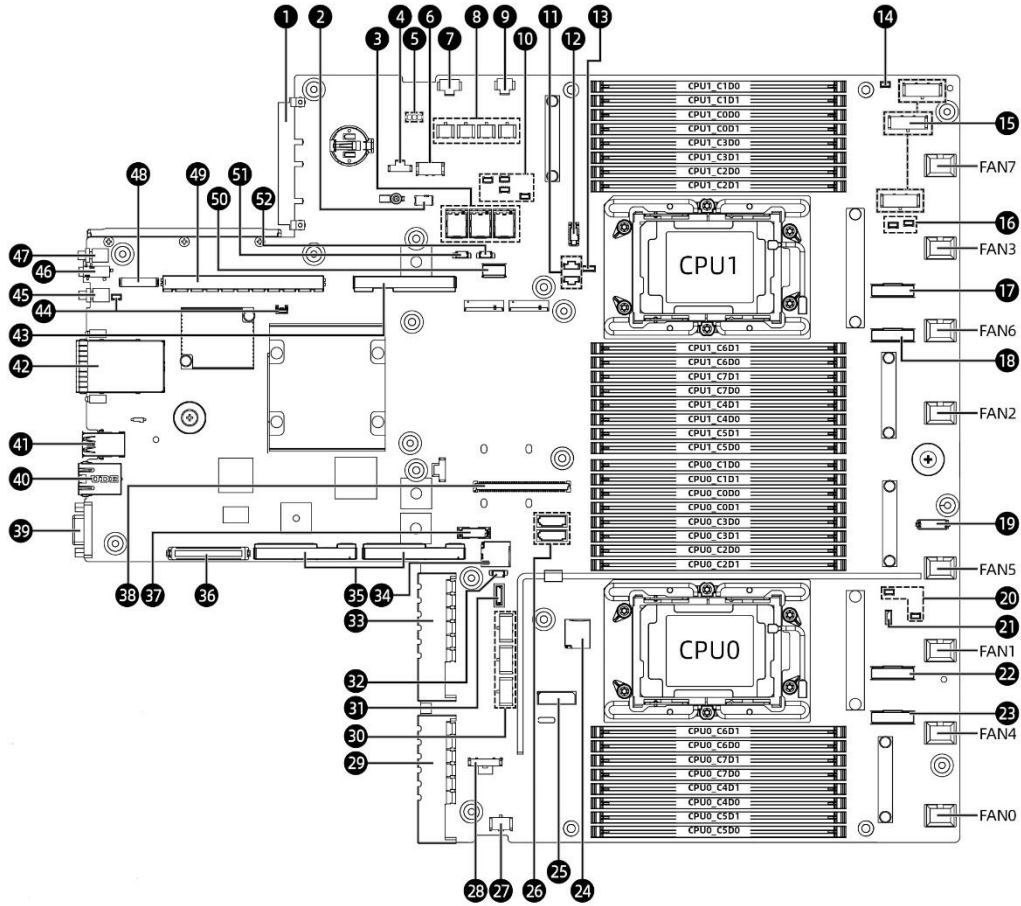 1 2 3 4 5 6 7 8 9 10 11 12 13 14
CPU1_C1D0
CPU1_C1D1
CPU1_C0D0
CPU1_C0D1
CPU1_C3D0
CPU1_C3D1
CPU1_C2D0
CPU1_C2D1
15
FAN7
16
FAN3
17
FAN6
18
FAN2
48 49 50 51 52
47
46
45
44
43
42
41
40
39
CPU1
CPU1_C6D1
CPU1_C6D0
CPU1_C7D1
CPU1_C7D0
CPU1_C4D1
CPU1_C4D0
CPU1_C5D1
CPU1_C5D0
CPU0_C1D0
CPU0_C1D1
CPU0_C0D0
CPU0_C0D1
CPU0_C3D0
CPU0_C3D1
CPU0_C2D0
CPU0_C2D1
19
FAN5
20
21
FAN1
22
23
FAN4
FAN0
38 37 36 35 34
33
32
31
30
29
CPU0
CPU0_C6D1
CPU0_C6D0
CPU0_C7D1
CPU0_C7D0
CPU0_C4D1
CPU0_C4D0
CPU0_C5D1
CPU0_C5D0
28 27 26 25 24